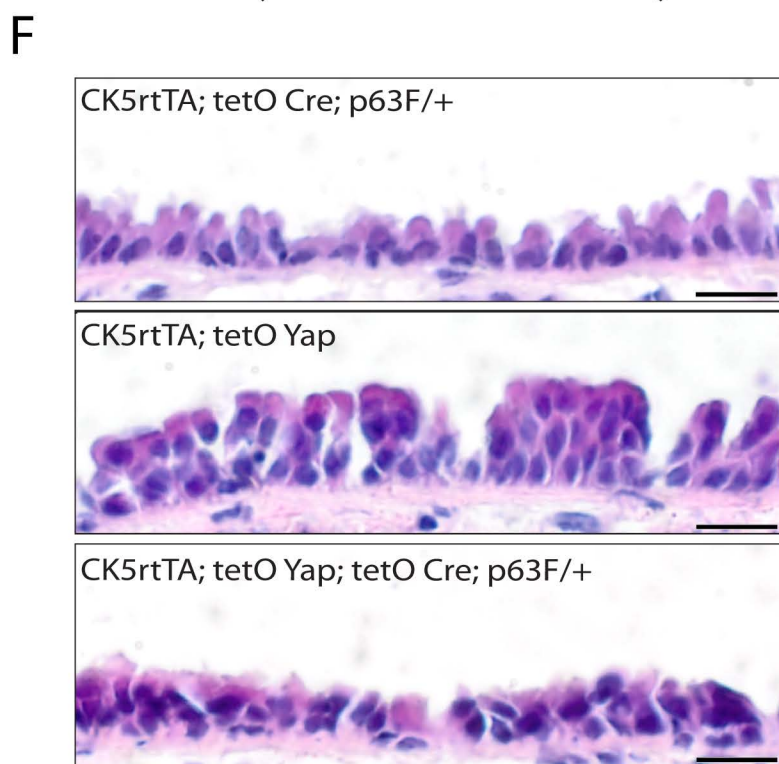 F
CK5rtTA; tetO Cre; p63F/+
CK5rtTA; tetO Yap
CK5rtTA; tetO Yap; tetO Cre; p63F/+